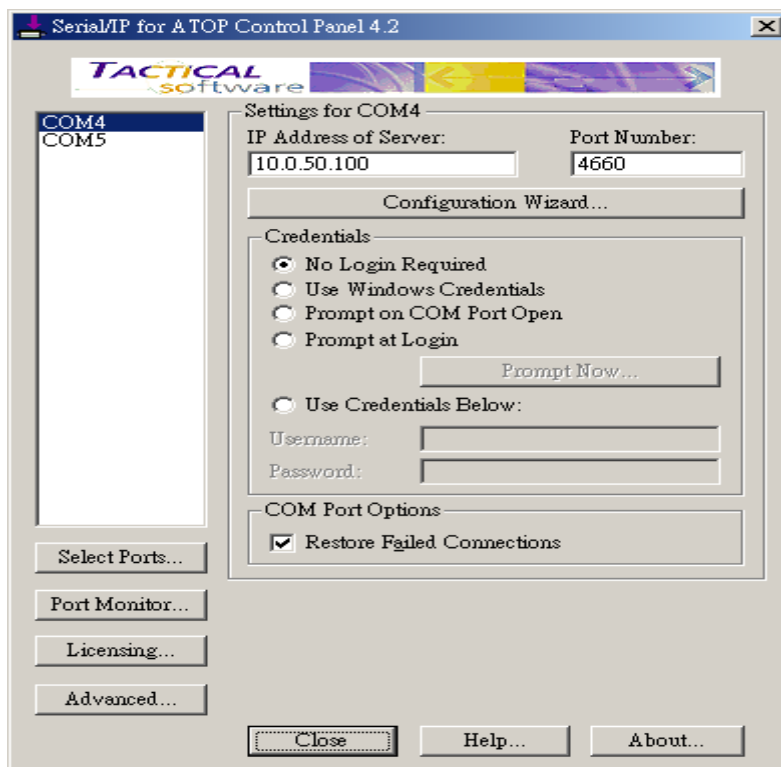 Serial/IP for ATOP Control Panel 4.2
TACTICAL
software
COM4
COM5
Settings for COM4
IP Address of Server:
Port Number:
10.0.50.100
4660
Configuration Wizard...
Credentials
No Login Required
Use Windows Credentials
Prompt on COM Port Open
Prompt at Login
Prompt Now...
Use Credentials Below:
Username:
Password:
COM Port Options
Restore Failed Connections
Select Ports...
Port Monitor...
Licensing...
Advanced...
Close
Help...
About...